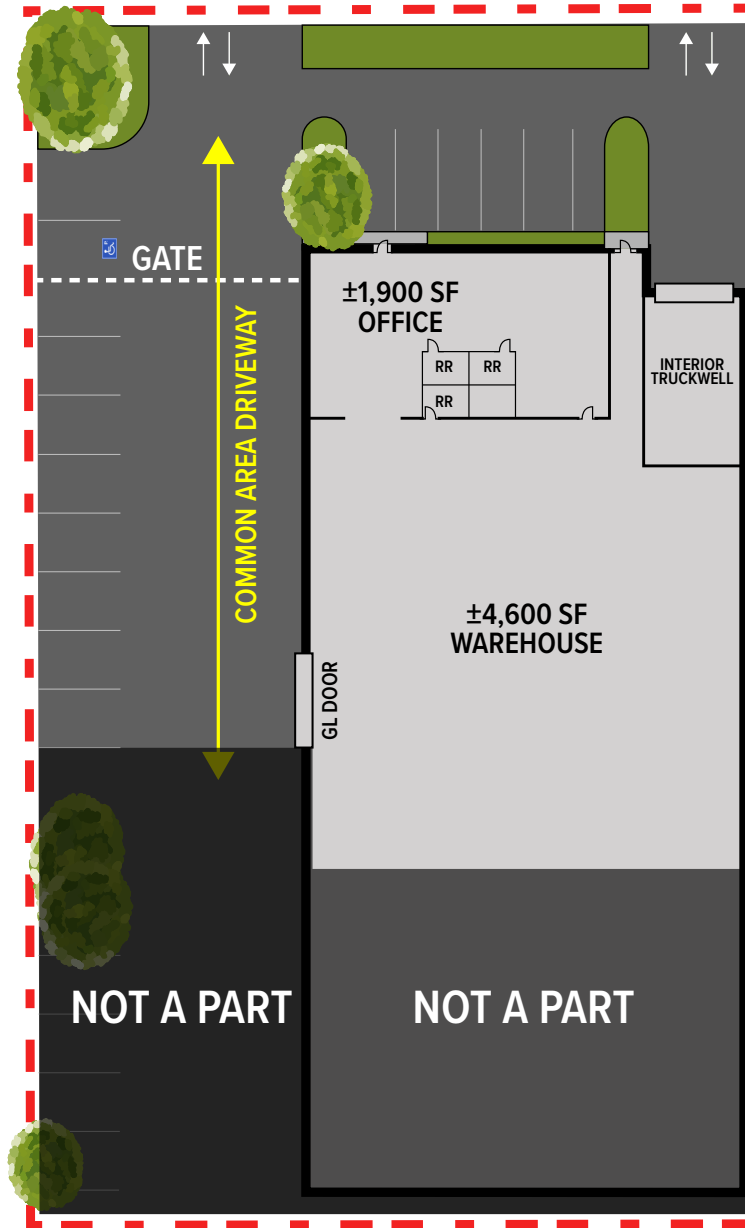 GATE
±1,900 SF
OFFICE
RR
RR
RR
INTERIOR
TRUCKWELL
COMMON AREA DRIVEWAY
±4,600 SF
WAREHOUSE
GL DOOR
NOT A PART
NOT A PART